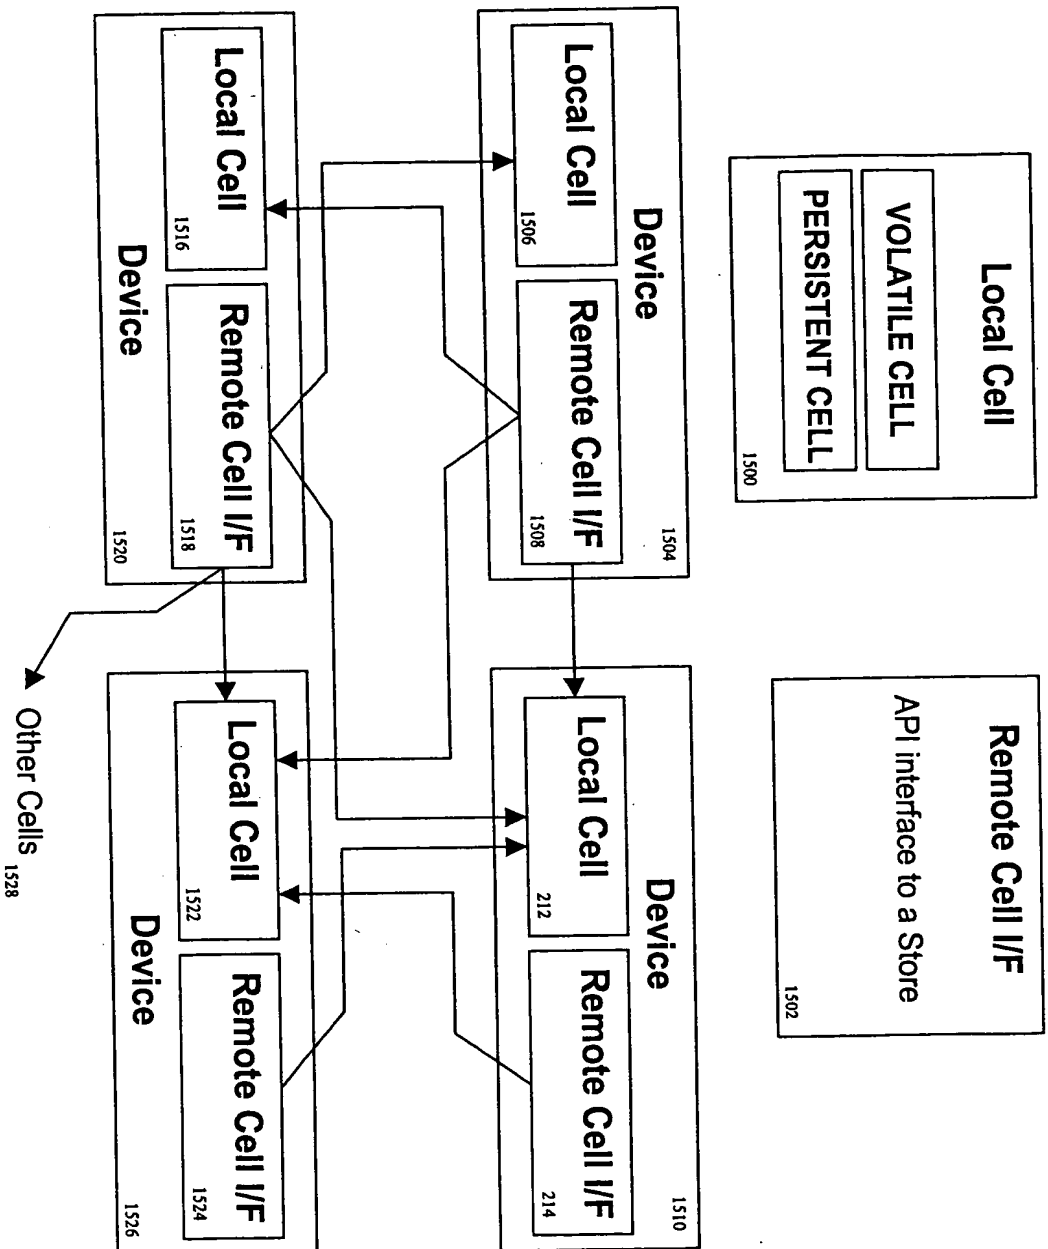 Local Cell
VOLATILE CELL
PERSISTENT CELL
1500
Remote Cell I/F
API interface to a Store
1502
Device
1504
Local Cell
1506
Remote Cell I/F
1508
Device
1510
Local Cell
212
Remote Cell I/F
214
Local Cell
1516
Remote Cell I/F
1518
Device
1520
Local Cell
1522
Remote Cell I/F
1524
Device
1526
Other Cells
1528